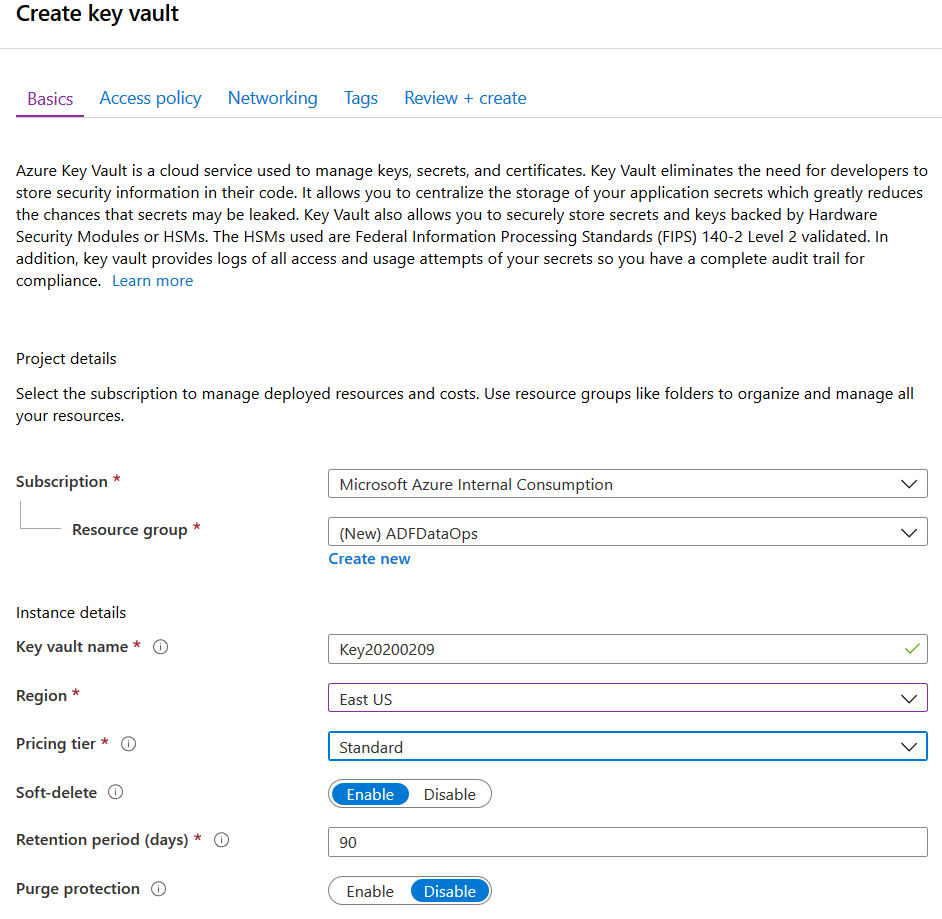 Create key vault
Basics Access policy Networking Tags Review + create
Azure Key Vault is a cloud service used to manage keys, secrets, and certificates. Key Vault eliminates the need for developers to
store security information in their code. It allows you to centralize the storage of your application secrets which greatly reduces
the chances that secrets may be leaked. Key Vault also allows you to securely store secrets and keys backed by Hardware
Security Modules or HSMs. The HSMs used are Federal Information Processing Standards (FIPS) 140-2 Level 2 validated. In
addition, key vault provides logs of all access and usage attempts of your secrets so you have a complete audit trail for
compliance. Learn more
Project details
Select the subscription to manage deployed resources and costs. Use resource groups like folders to organize and manage all
your resources.
Subscription * Microsoft Azure Internal Consumption
Resource group * (New) ADFDataOps
Create new
Instance details
Key vault name * Key20200209
Region * East US
Pricing tier * Standard
Soft-delete Enable Disable
Retention period (days) * 90
Purge protection Enable Disable